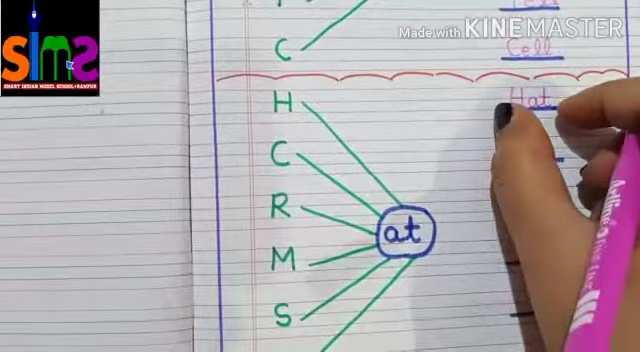 sims
SMART INDIAN MODEL SCHOOL-RAMPUR
Made with KINEMASTER
C
Cell
H
Hat
C
R
at
M
S